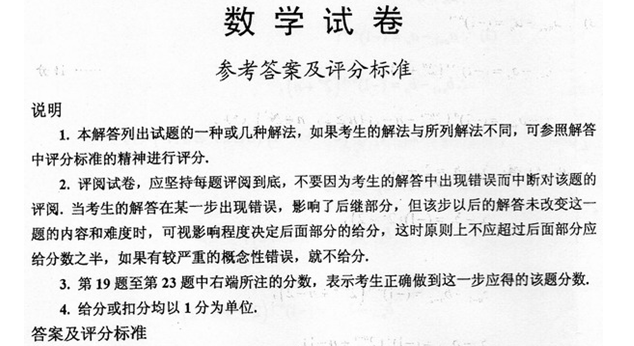 数学试卷
参考答案及评分标准
说明
1. 本解答列出试题的一种或几种解法，如果考生的解法与所列解法不同，可参照解答
中评分标准的精神进行评分.
2. 评阅试卷，应坚持每题评阅到底，不要因为考生的解答中出现错误而中断对该题的
评阅. 当考生的解答在某一步出现错误，影响了后继部分，但该步以后的解答未改变这一
题的内容和难度时，可视影响程度决定后面部分的给分，这时原则上不应超过后面部分应
给分数之半，如果有较严重的概念性错误，就不给分.
3. 第 19 题至第 23 题中右端所注的分数，表示考生正确做到这一步应得的该题分数.
4. 给分或扣分均以 1 分为单位.
答案及评分标准